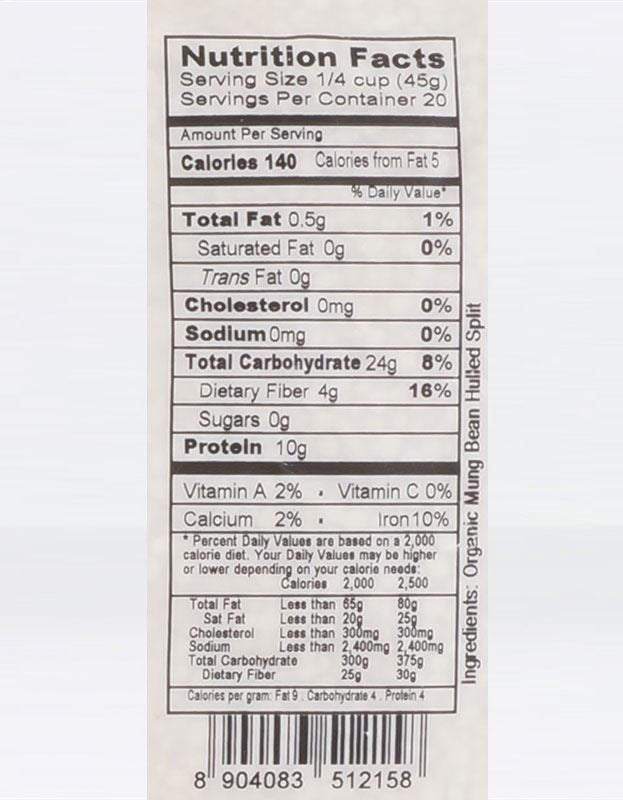 Nutrition Facts
Serving Size 1/4 cup (45g)
Servings Per Container 20
Amount Per Serving
Calories 140 Calories from Fat 5
% Daily Value*
Total Fat 0.5g 1%
Saturated Fat 0g 0%
Trans Fat 0g
Cholesterol 0mg 0%
Sodium 0mg 0%
Total Carbohydrate 24g 8%
Dietary Fiber 4g 16%
Sugars 0g
Protein 10g
Vitamin A 2% • Vitamin C 0%
Calcium 2% • Iron 10%
* Percent Daily Values are based on a 2,000
calorie diet. Your Daily Values may be higher
or lower depending on your calorie needs:
Calories 2,000 2,500
Total Fat Less than 65g 80g
Sat Fat Less than 20g 25g
Cholesterol Less than 300mg 300mg
Sodium Less than 2,400mg 2,400mg
Total Carbohydrate 300g 375g
Dietary Fiber 25g 30g
Calories per gram: Fat 9 . Carbohydrate 4 . Protein 4
Ingredients: Organic Mung Bean Hulled Split
8 904083 512158